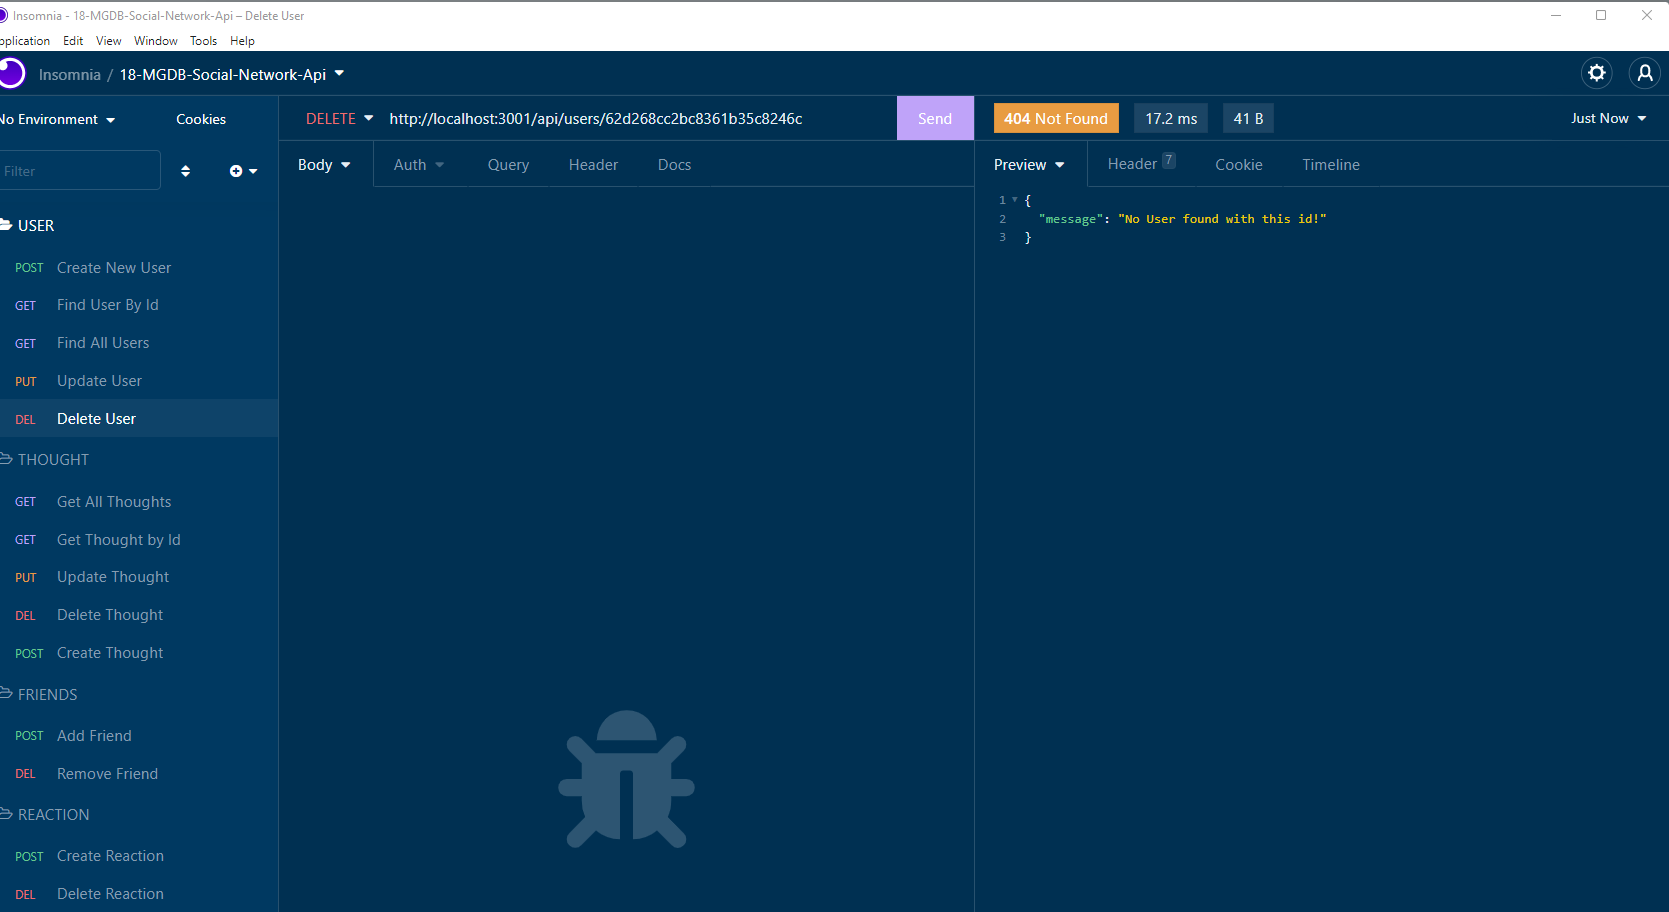 Insomnia - 18-MGDB-Social-Network-Api – Delete User
pplication Edit View Window Tools Help
Insomnia / 18-MGDB-Social-Network-Api
No Environment Cookies
DELETE http://localhost:3001/api/users/62d268cc2bc8361b35c8246c Send
404 Not Found 17.2 ms 41 B Just Now
Filter
Body Auth Query Header Docs
Preview Header 7 Cookie Timeline
1 {
2 "message": "No User found with this id!"
3 }
USER
POST Create New User
GET Find User By Id
GET Find All Users
PUT Update User
DEL Delete User
THOUGHT
GET Get All Thoughts
GET Get Thought by Id
PUT Update Thought
DEL Delete Thought
POST Create Thought
FRIENDS
POST Add Friend
DEL Remove Friend
REACTION
POST Create Reaction
DEL Delete Reaction